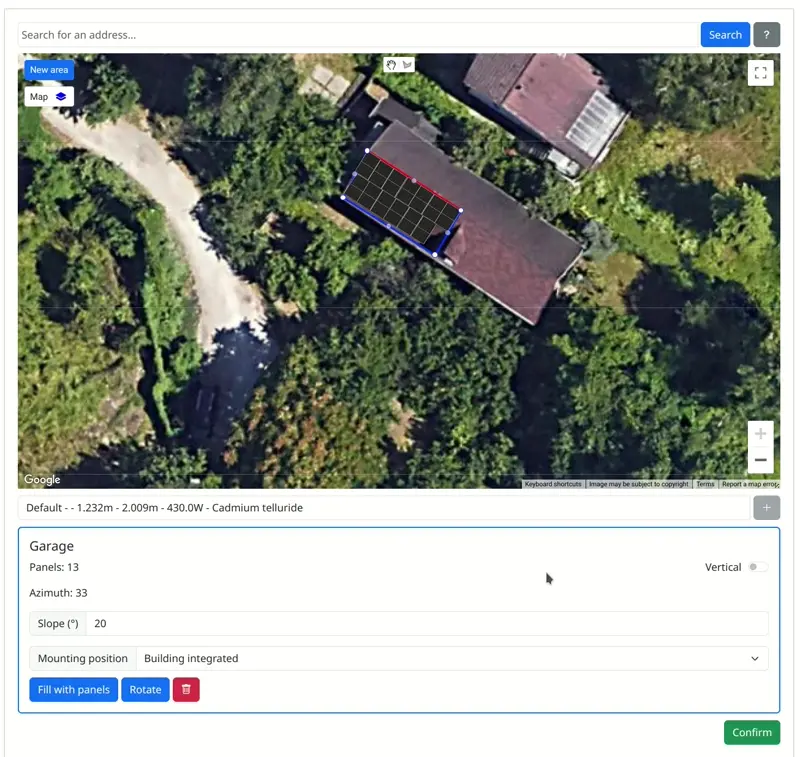 Search for an address...
Search
?
New area
Map
Google
Keyboard shortcuts
Image may be subject to copyright
Terms
Report a map error
Default - - 1.232m - 2.009m - 430.0W - Cadmium telluride
+
Garage
Panels: 13
Vertical
Azimuth: 33
Slope (°)
20
Mounting position
Building integrated
Fill with panels
Rotate
Confirm